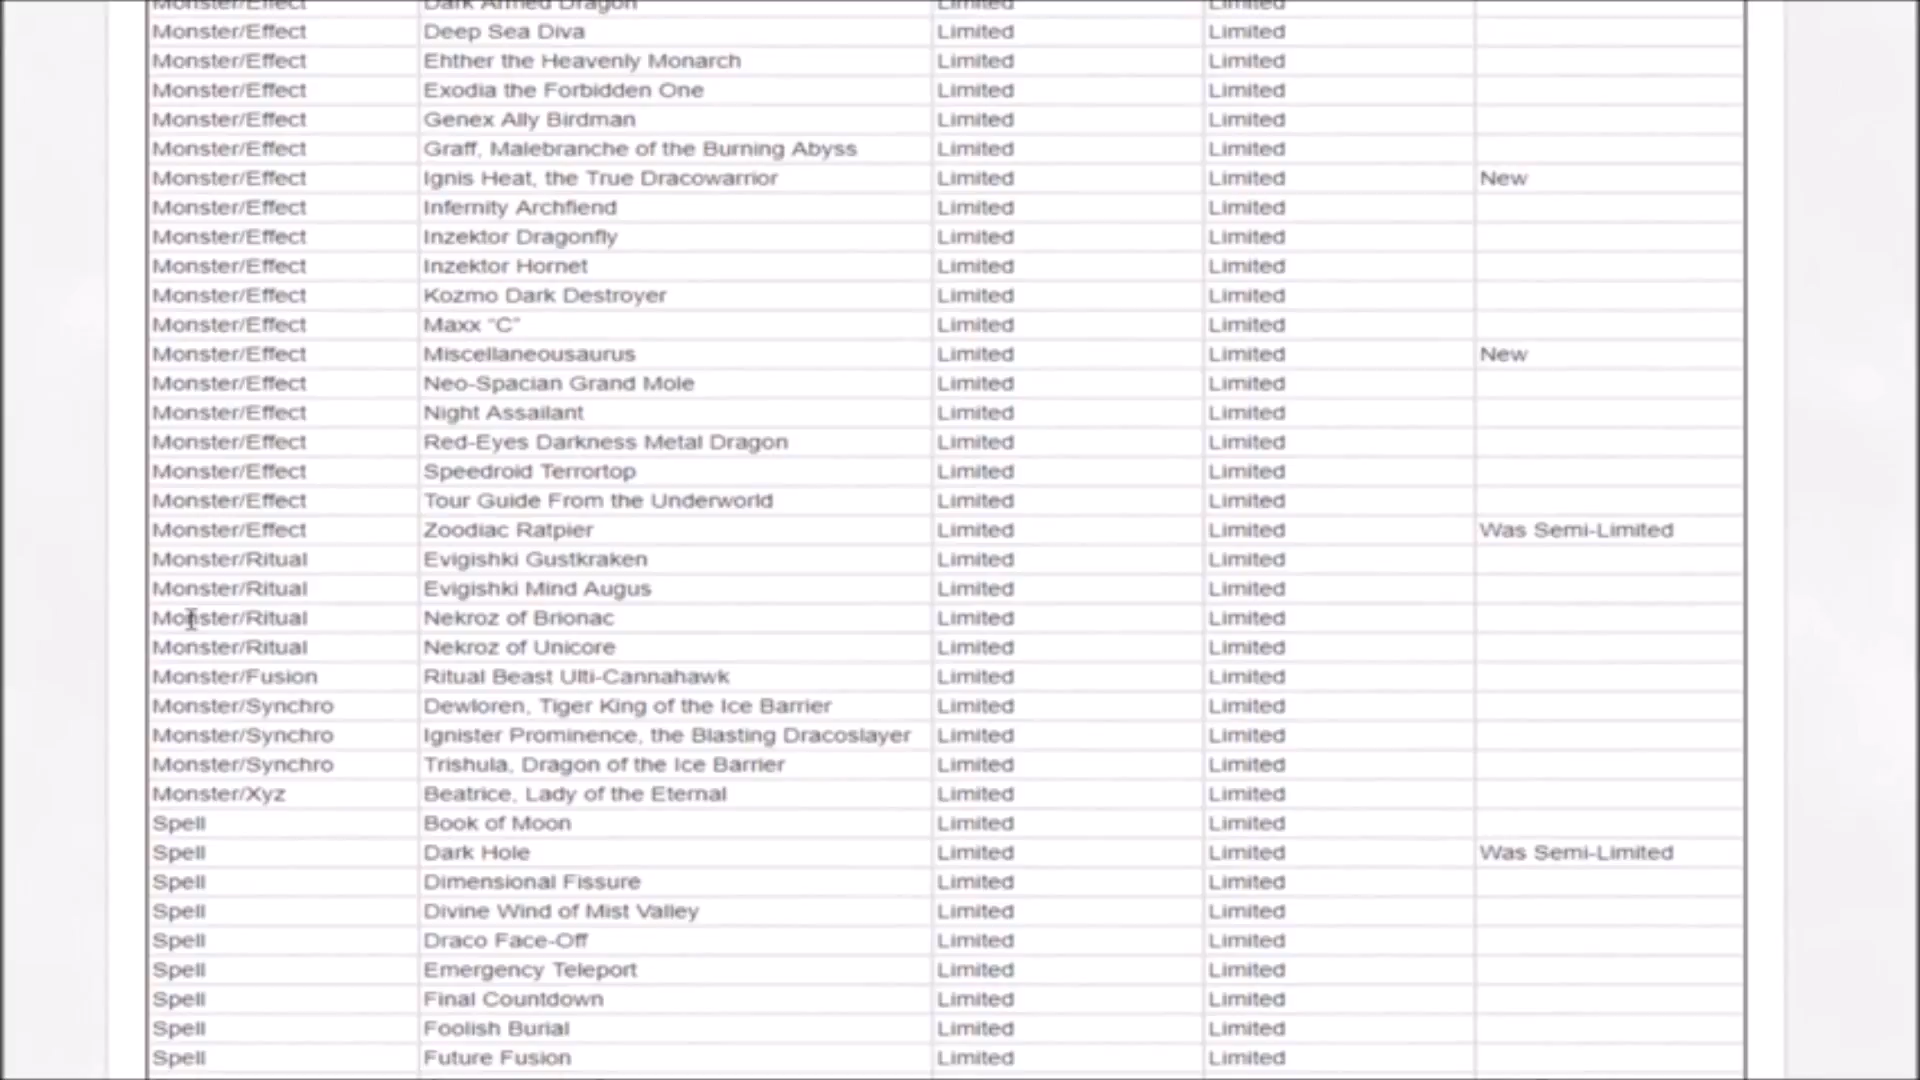 Monster/Effect Dark Armed Dragon Limited Limited
Monster/Effect Deep Sea Diva Limited Limited
Monster/Effect Ehther the Heavenly Monarch Limited Limited
Monster/Effect Exodia the Forbidden One Limited Limited
Monster/Effect Genex Ally Birdman Limited Limited
Monster/Effect Graff, Malebranche of the Burning Abyss Limited Limited
Monster/Effect Ignis Heat, the True Dracowarrior Limited Limited New
Monster/Effect Infernity Archfiend Limited Limited
Monster/Effect Inzektor Dragonfly Limited Limited
Monster/Effect Inzektor Hornet Limited Limited
Monster/Effect Kozmo Dark Destroyer Limited Limited
Monster/Effect Maxx “C” Limited Limited
Monster/Effect Miscellaneousaurus Limited Limited New
Monster/Effect Neo-Spacian Grand Mole Limited Limited
Monster/Effect Night Assailant Limited Limited
Monster/Effect Red-Eyes Darkness Metal Dragon Limited Limited
Monster/Effect Speedroid Terrortop Limited Limited
Monster/Effect Tour Guide From the Underworld Limited Limited
Monster/Effect Zoodiac Ratpier Limited Limited Was Semi-Limited
Monster/Ritual Evigishki Gustkraken Limited Limited
Monster/Ritual Evigishki Mind Augus Limited Limited
Monster/Ritual Nekroz of Brionac Limited Limited
Monster/Ritual Nekroz of Unicore Limited Limited
Monster/Fusion Ritual Beast Ulti-Cannahawk Limited Limited
Monster/Synchro Dewloren, Tiger King of the Ice Barrier Limited Limited
Monster/Synchro Ignister Prominence, the Blasting Dracoslayer Limited Limited
Monster/Synchro Trishula, Dragon of the Ice Barrier Limited Limited
Monster/Xyz Beatrice, Lady of the Eternal Limited Limited
Spell Book of Moon Limited Limited
Spell Dark Hole Limited Limited Was Semi-Limited
Spell Dimensional Fissure Limited Limited
Spell Divine Wind of Mist Valley Limited Limited
Spell Draco Face-Off Limited Limited
Spell Emergency Teleport Limited Limited
Spell Final Countdown Limited Limited
Spell Foolish Burial Limited Limited
Spell Future Fusion Limited Limited